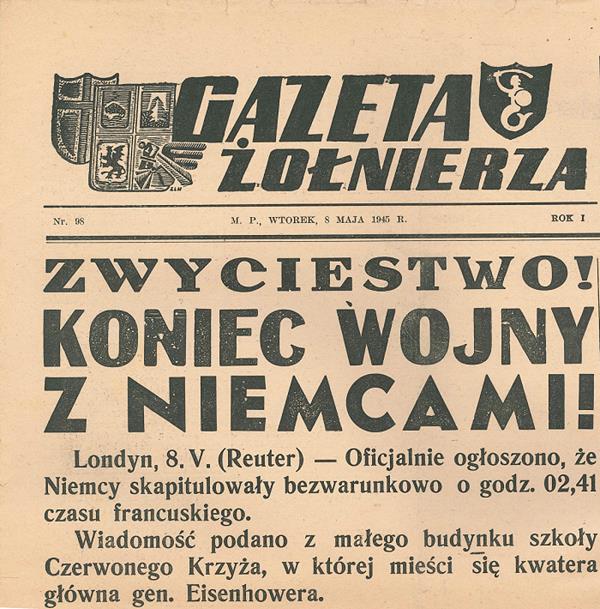 GAZETA
ŻOŁNIERZA
Nr. 98 M. P., WTOREK, 8 MAJA 1945 R. ROK I
ZWYCIESTWO!
KONIEC WOJNY
Z NIEMCAMI!
Londyn, 8. V. (Reuter) — Oficjalnie ogłoszono, że
Niemcy skapitulowały bezwarunkowo o godz. 02,41
czasu francuskiego.
Wiadomość podano z małego budynku szkoły
Czerwonego Krzyża, w której mieści się kwatera
główna gen. Eisenhowera.